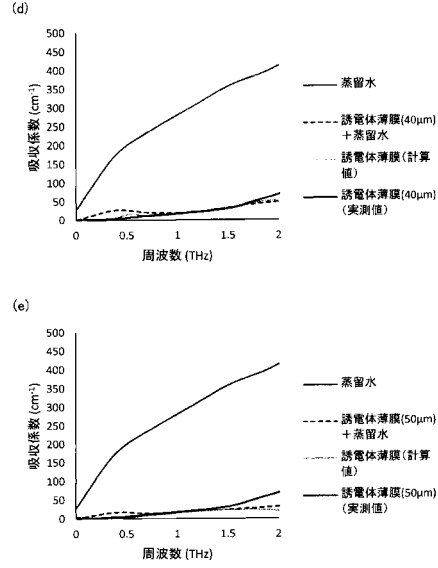 (d)
500
450
400
350
300
250
200
150
100
50
0
吸収係数 (cm⁻¹)
0
0.5
1
1.5
2
周波数 (THz)
蒸留水
誘電体薄膜(40μm)
+蒸留水
誘電体薄膜(計算
値)
誘電体薄膜(40μm)
(実測値)
(e)
500
450
400
350
300
250
200
150
100
50
0
吸収係数 (cm⁻¹)
0
0.5
1
1.5
2
周波数 (THz)
蒸留水
誘電体薄膜(50μm)
+蒸留水
誘電体薄膜(計算
値)
誘電体薄膜(50μm)
(実測値)